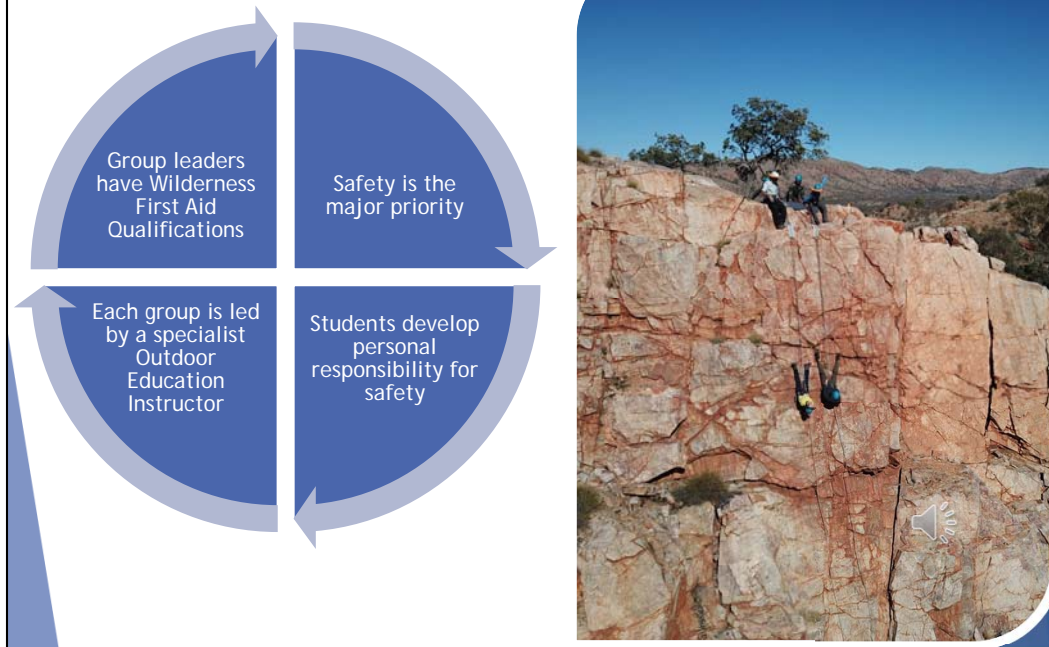 Group leaders
have Wilderness
First Aid
Qualifications
Safety is the
major priority
Each group is led
by a specialist
Outdoor
Education
Instructor
Students develop
personal
responsibility for
safety